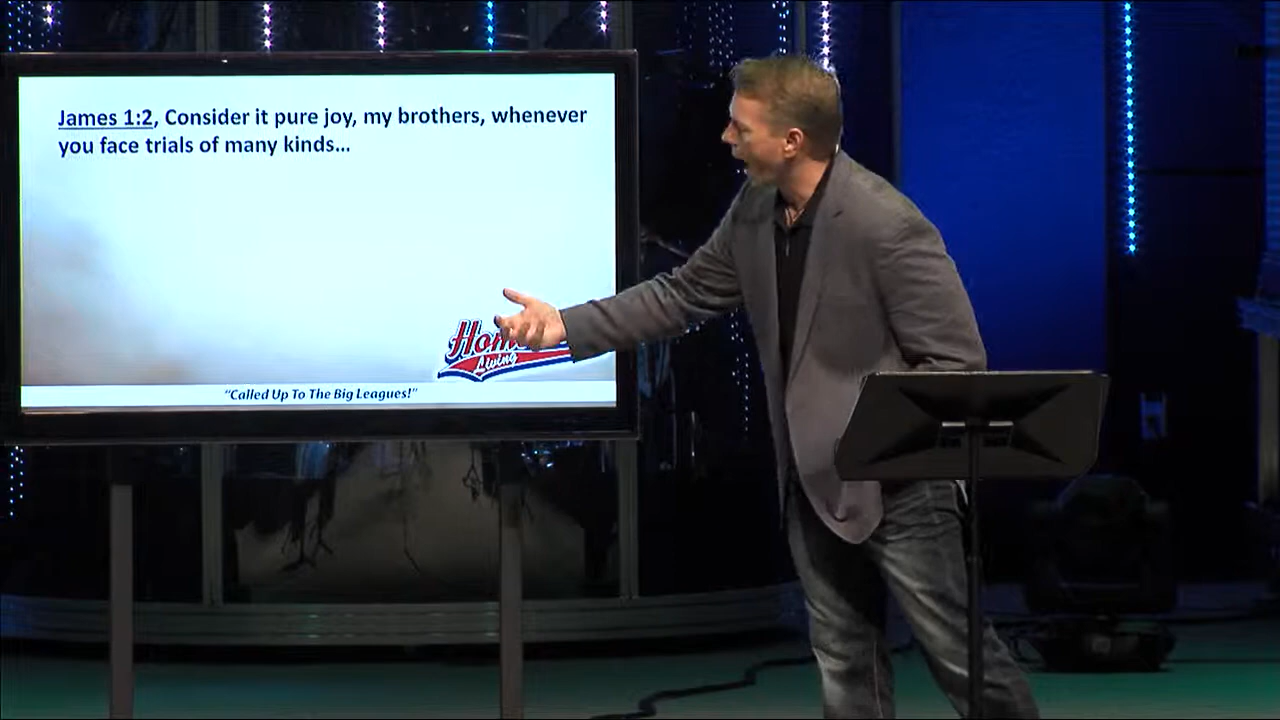 James 1:2, Consider it pure joy, my brothers, whenever
you face trials of many kinds...
Living
"Called Up To The Big Leagues!"